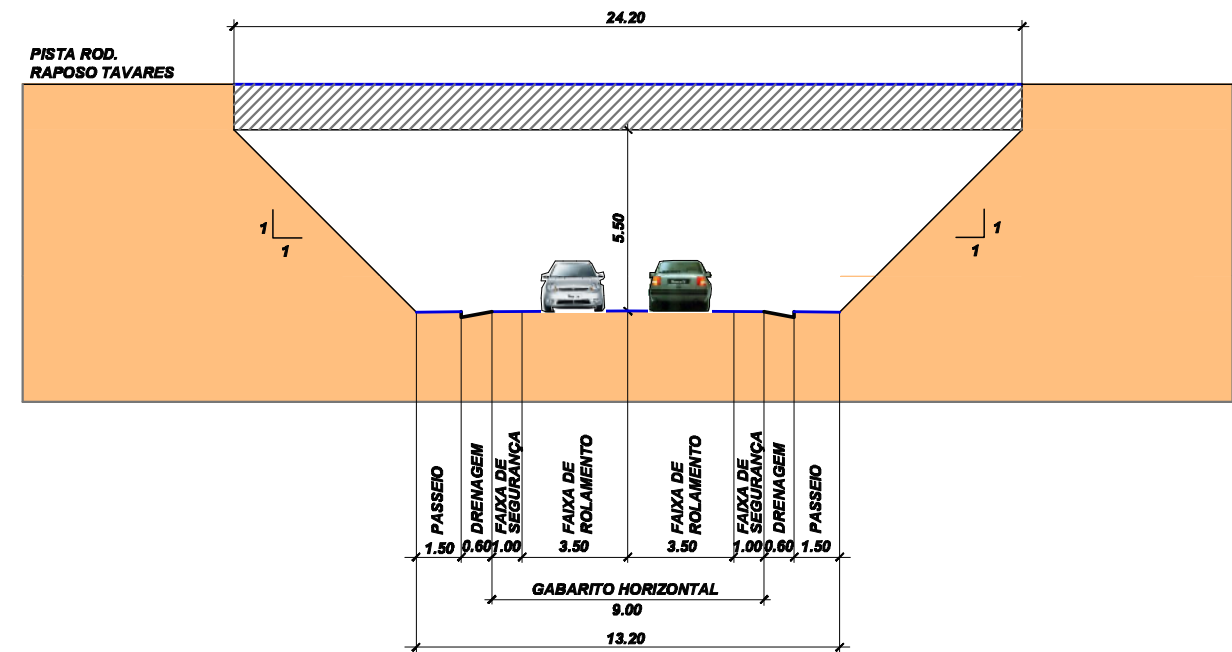 24.20
PISTA ROD.
RAPOSO TAVARES
1
1
5.50
1
1
PASSEIO
DRENAGEM
FAIXA DE
SEGURANÇA
FAIXA DE
ROLAMENTO
FAIXA DE
ROLAMENTO
FAIXA DE
SEGURANÇA
DRENAGEM
PASSEIO
1.50 0.60 1.00 3.50 3.50 1.00 0.60 1.50
GABARITO HORIZONTAL
9.00
13.20